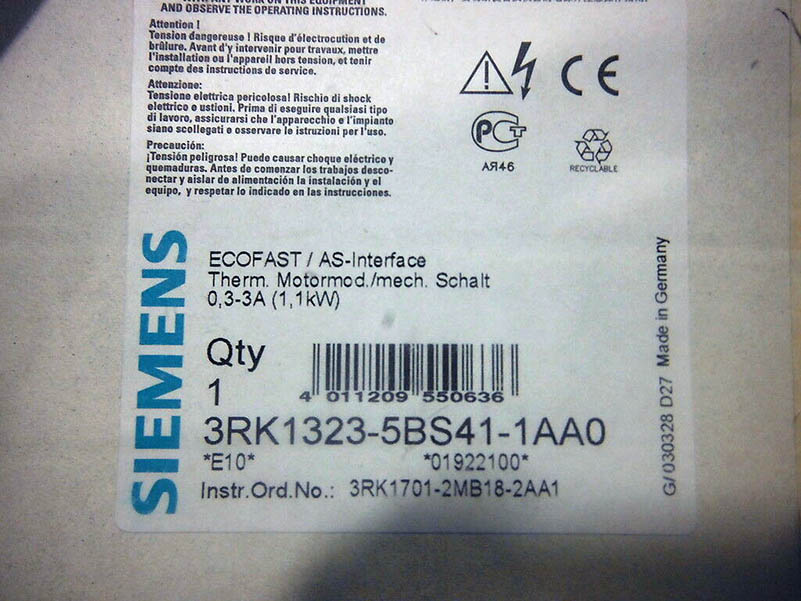 AND OBSERVE THE OPERATING INSTRUCTIONS.
Attention !
Tension dangereuse ! Risque d'électrocution et de
brûlure. Avant d'y intervenir pour travaux, mettre
l'installation ou l'appareil hors tension, et tenir
compte des instructions de service.
Attenzione:
Tensione elettrica pericolosa! Rischio di shock
elettrico e ustioni. Prima di eseguire qualsiasi tipo
di lavoro, assicurarsi che l'apparecchio e l'impianto
siano scollegati e osservare le istruzioni per l'uso.
Precaución:
¡Tensión peligrosa! Puede causar choque eléctrico y
quemaduras. Antes de comenzar los trabajos desco-
nectar y aislar de alimentación la instalación y el
equipo, y respetar lo indicado en las instrucciones.
CE
PCT
АЯ46
RECYCLABLE
SIEMENS
ECOFAST / AS-Interface
Therm. Motormod./mech. Schalt
0,3-3A (1,1kW)
Qty
1
4 011209 550636
3RK1323-5BS41-1AA0
*E10* *01922100*
Instr.Ord.No.: 3RK1701-2MB18-2AA1
G/030328 D27 Made in Germany